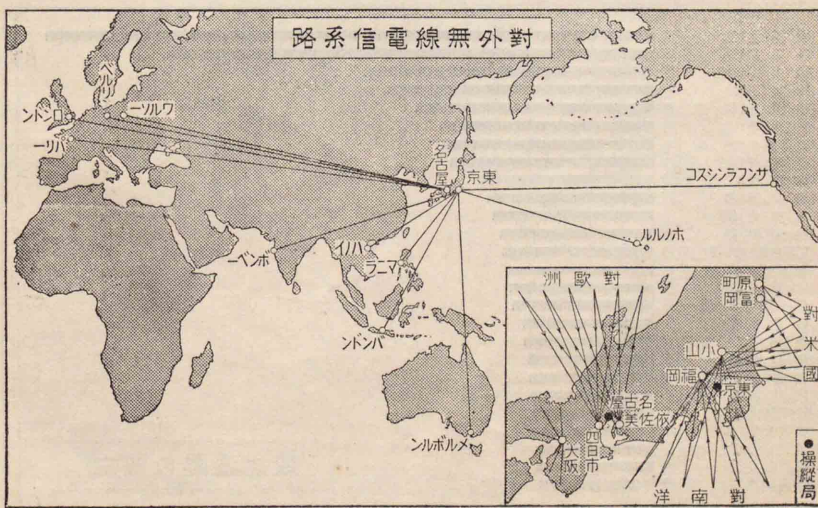 對外無線電信系路
ベルリン
ロンドン
ワルソー
パリー
名古屋
東京
サンフランシスコ
ホノルル
ハノイ
マニラ
ボンベー
バンドン
メルボルン
對歐洲
原町
富岡
對米國
小山
福岡
東京
名古屋
依佐美
四日市
大阪
對南洋
●操縱局